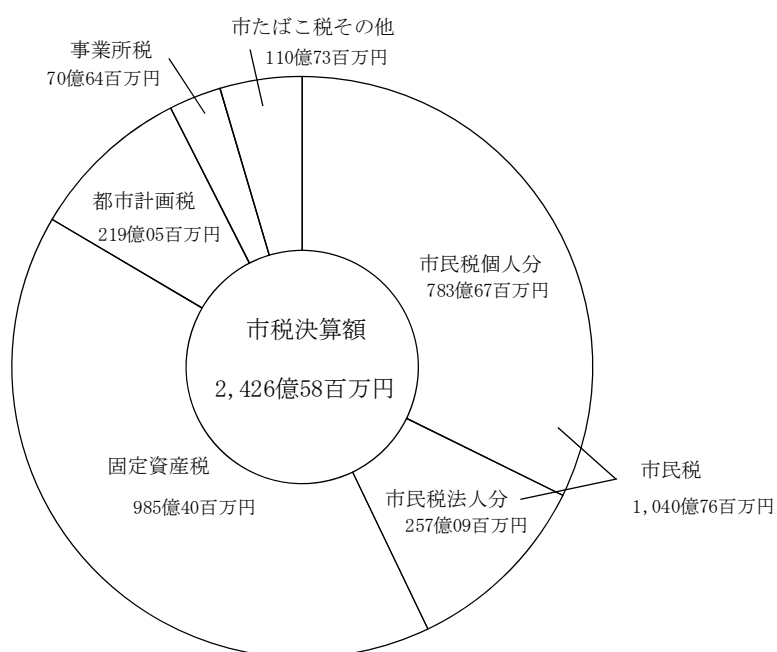 市たばこ税その他
110億73百万円
事業所税
70億64百万円
都市計画税
219億05百万円
市民税個人分
783億67百万円
市税決算額
2,426億58百万円
固定資産税
985億40百万円
市民税法人分
257億09百万円
市民税
1,040億76百万円